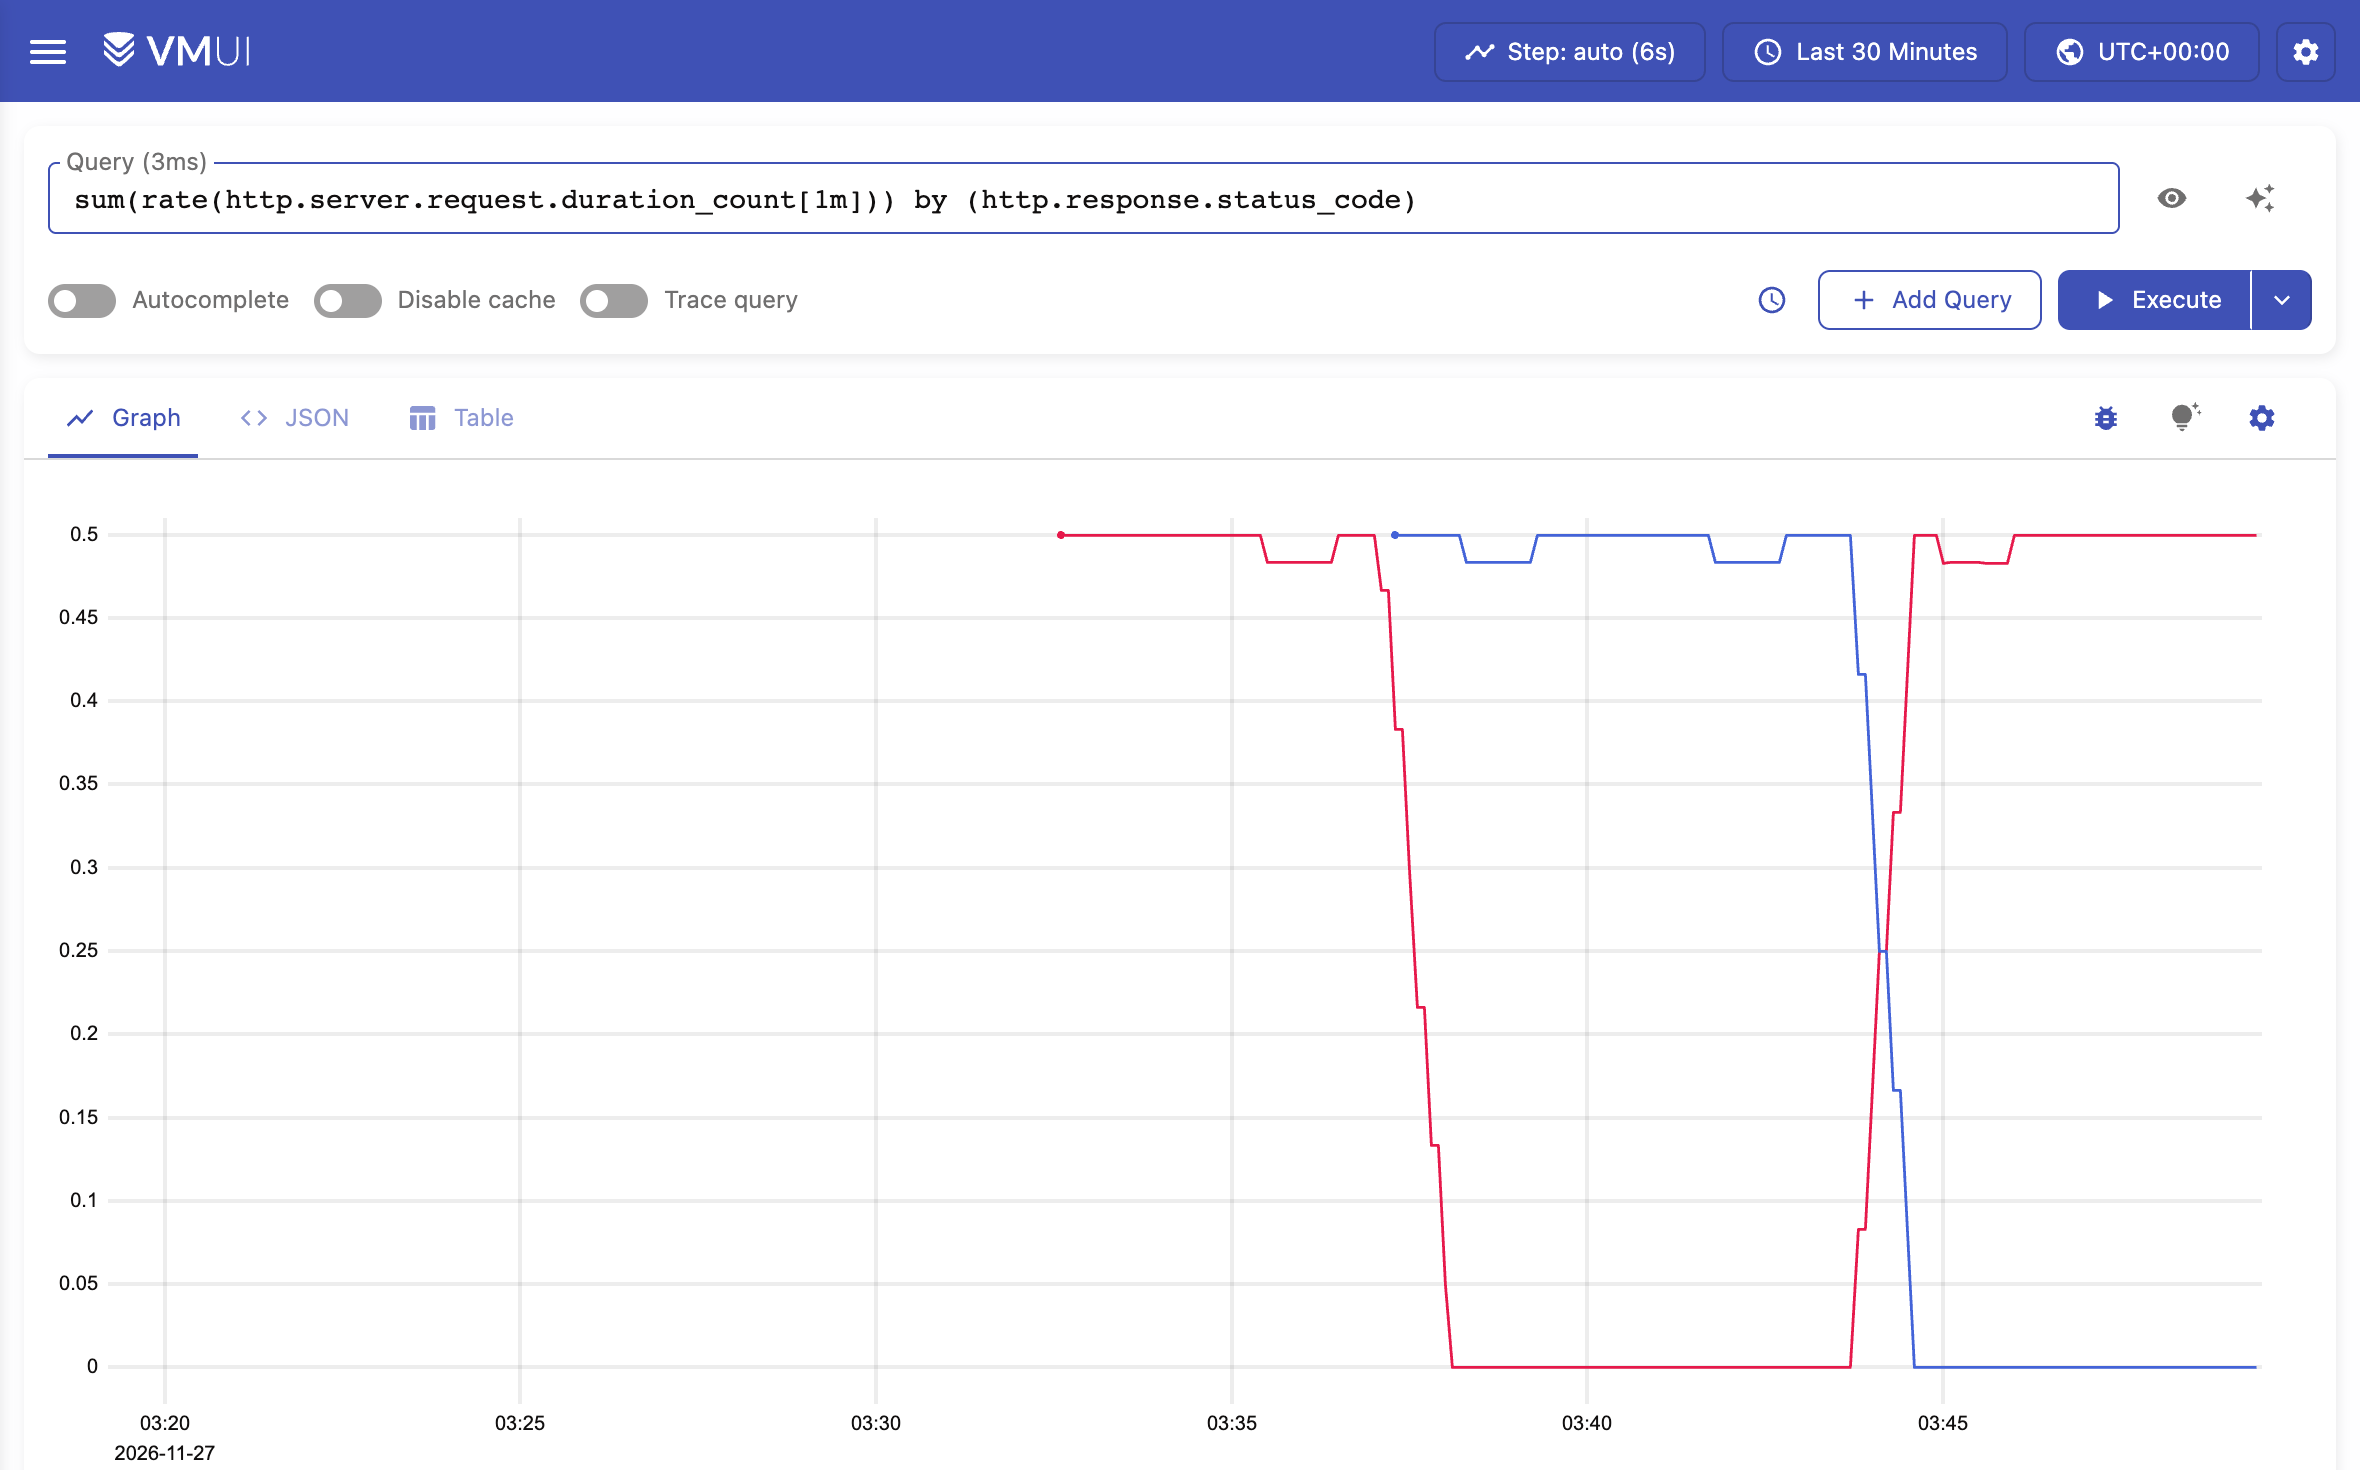 VMUI
Step: auto (6s)
Last 30 Minutes
UTC+00:00
Query (3ms)
sum(rate(http.server.request.duration_count[1m])) by (http.response.status_code)
Autocomplete
Disable cache
Trace query
Add Query
Execute
Graph
JSON
Table
0.5
0.45
0.4
0.35
0.3
0.25
0.2
0.15
0.1
0.05
0
03:20
03:25
03:30
03:35
03:40
03:45
2026-11-27